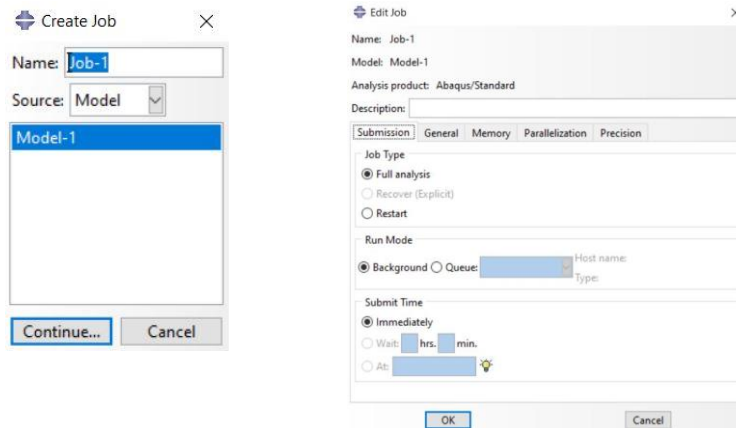 Create Job
Name: Job-1
Source: Model
Model-1
Continue... Cancel
Edit Job
Name: Job-1
Model: Model-1
Analysis product: Abaqus/Standard
Description:
Submission General Memory Parallelization Precision
Job Type
Full analysis
Recover (Explicit)
Restart
Run Mode
Background Queue: Host name:
Type:
Submit Time
Immediately
Wait: hrs. min.
At:
OK Cancel